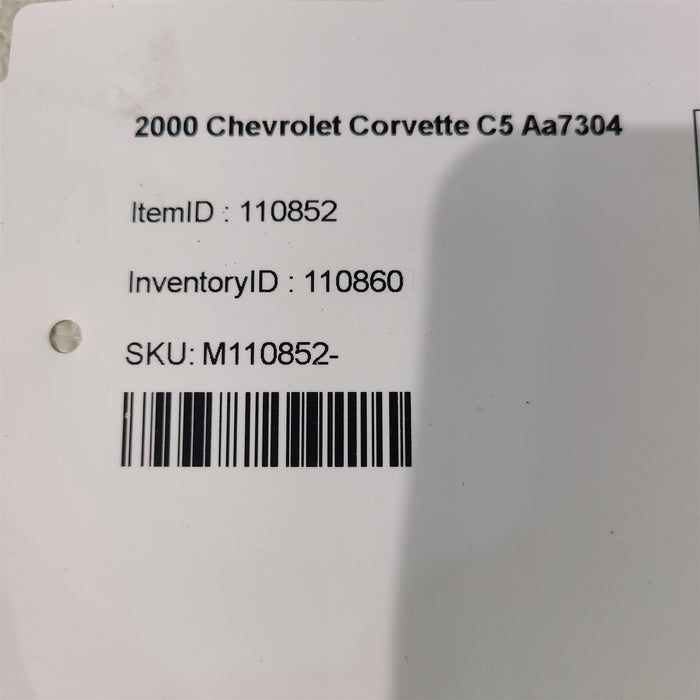 2000 Chevrolet Corvette C5 Aa7304
ItemID : 110852
InventoryID : 110860
SKU: M110852-